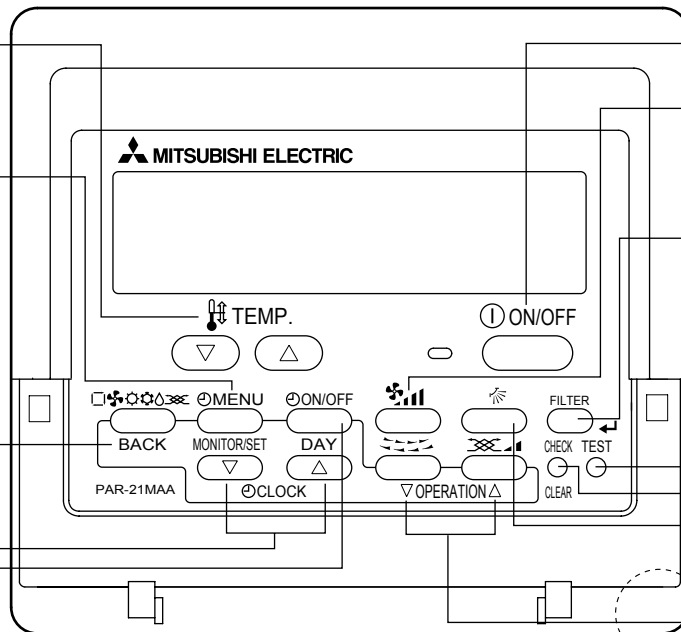 MITSUBISHI ELECTRIC
TEMP.
ON/OFF
MENU
ON/OFF
FILTER
BACK
MONITOR/SET
DAY
CHECK
TEST
PAR-21MAA
CLOCK
OPERATION
CLEAR